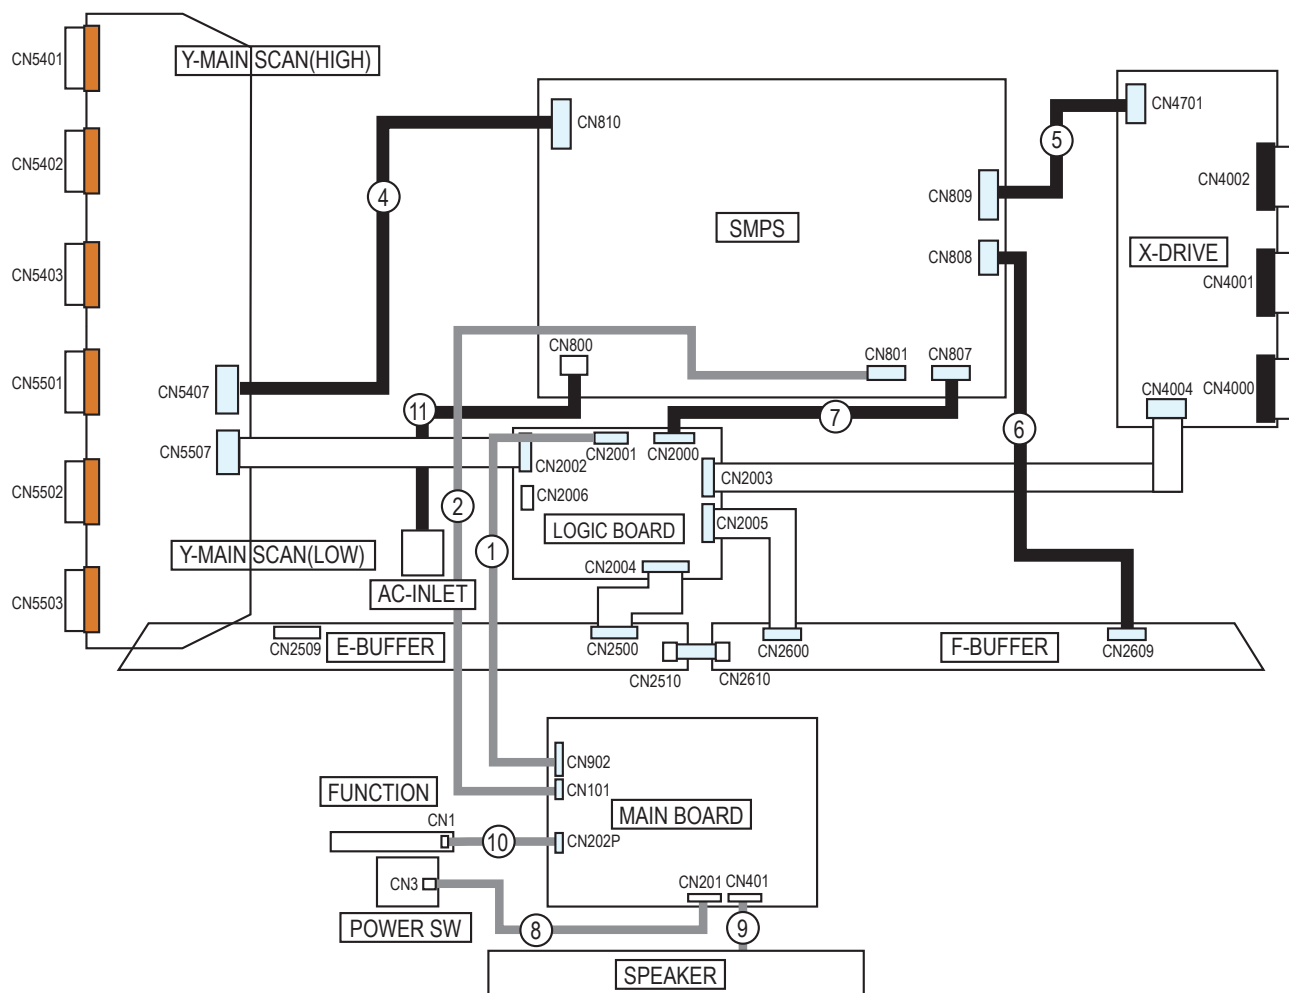 CN5401
Y-MAIN SCAN(HIGH)
CN4701
CN810
5
CN5402
CN4002
4
CN809
SMPS
CN808
X-DRIVE
CN5403
CN4001
CN800
CN801
CN807
CN5501
CN5407
CN4004
CN4000
11
7
6
CN5507
CN2002
CN2001
CN2000
CN2003
CN5502
2
CN2006
CN2005
1
LOGIC BOARD
Y-MAIN SCAN(LOW)
CN2004
AC-INLET
CN5503
CN2509
E-BUFFER
CN2500
CN2600
F-BUFFER
CN2609
CN2510
CN2610
CN902
FUNCTION
CN101
MAIN BOARD
CN1
10
CN202P
CN3
CN201
CN401
POWER SW
8
9
SPEAKER